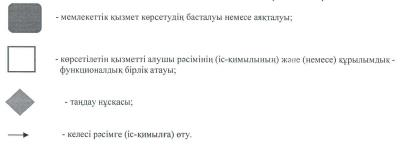 - мемлекеттік қызмет көрсетудің басталуы немесе аяқталуы;
- көрсетілетін қызметті алушы рәсімінің (іс-қимылының) және (немесе) құрылымдық -
функционалдық бірлік атауы;
- таңдау нұсқасы;
- келесі рәсімге (іс-қимылға) өту.